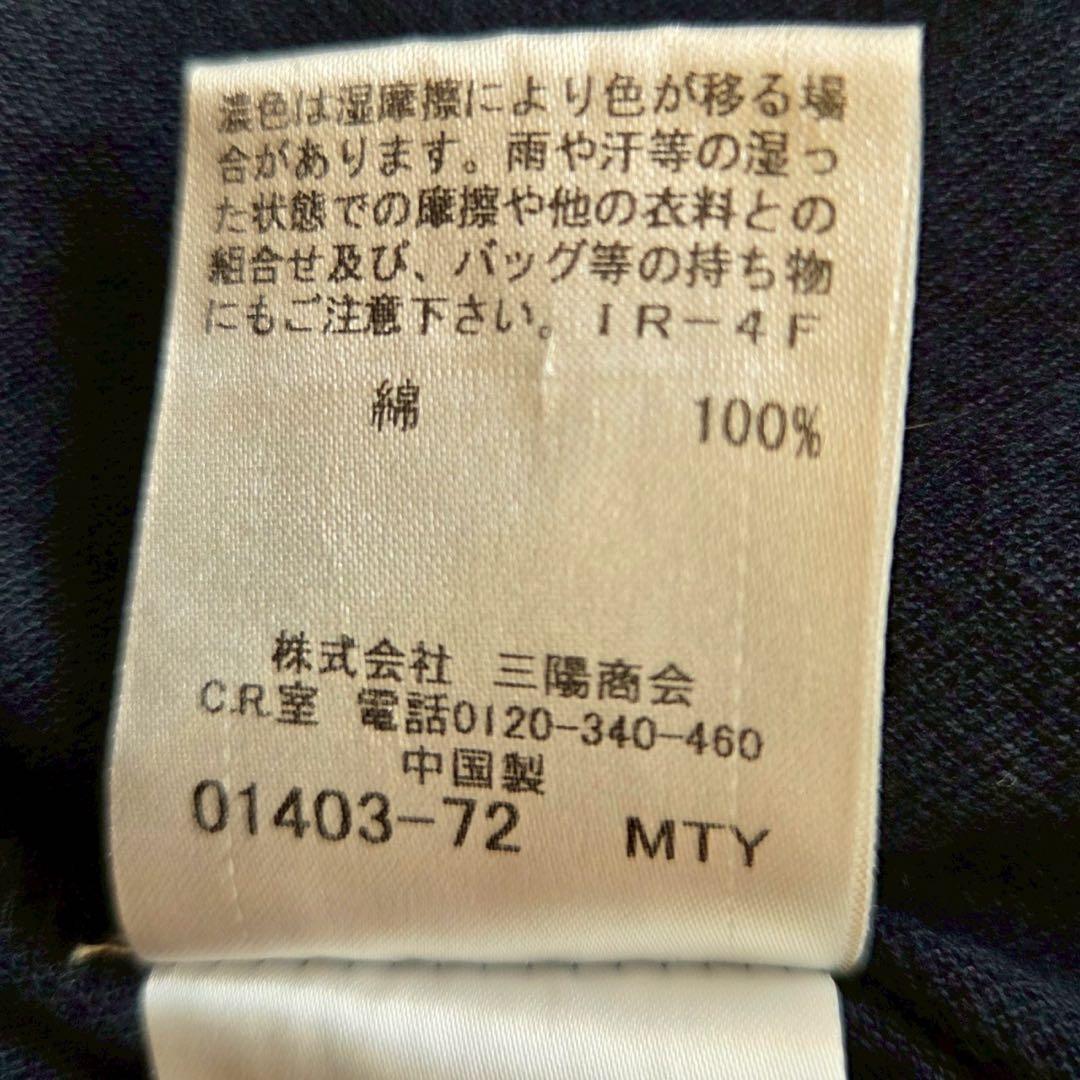 濃色は湿摩擦により色が移る場
合があります。雨や汗等の湿っ
た状態での摩擦や他の衣料との
組合せ及び、バッグ等の持ち物
にもご注意下さい。IR-4F
綿 100%
株式会社 三陽商会
C.R.室 電話0120-340-460
中国製
01403-72 MTY